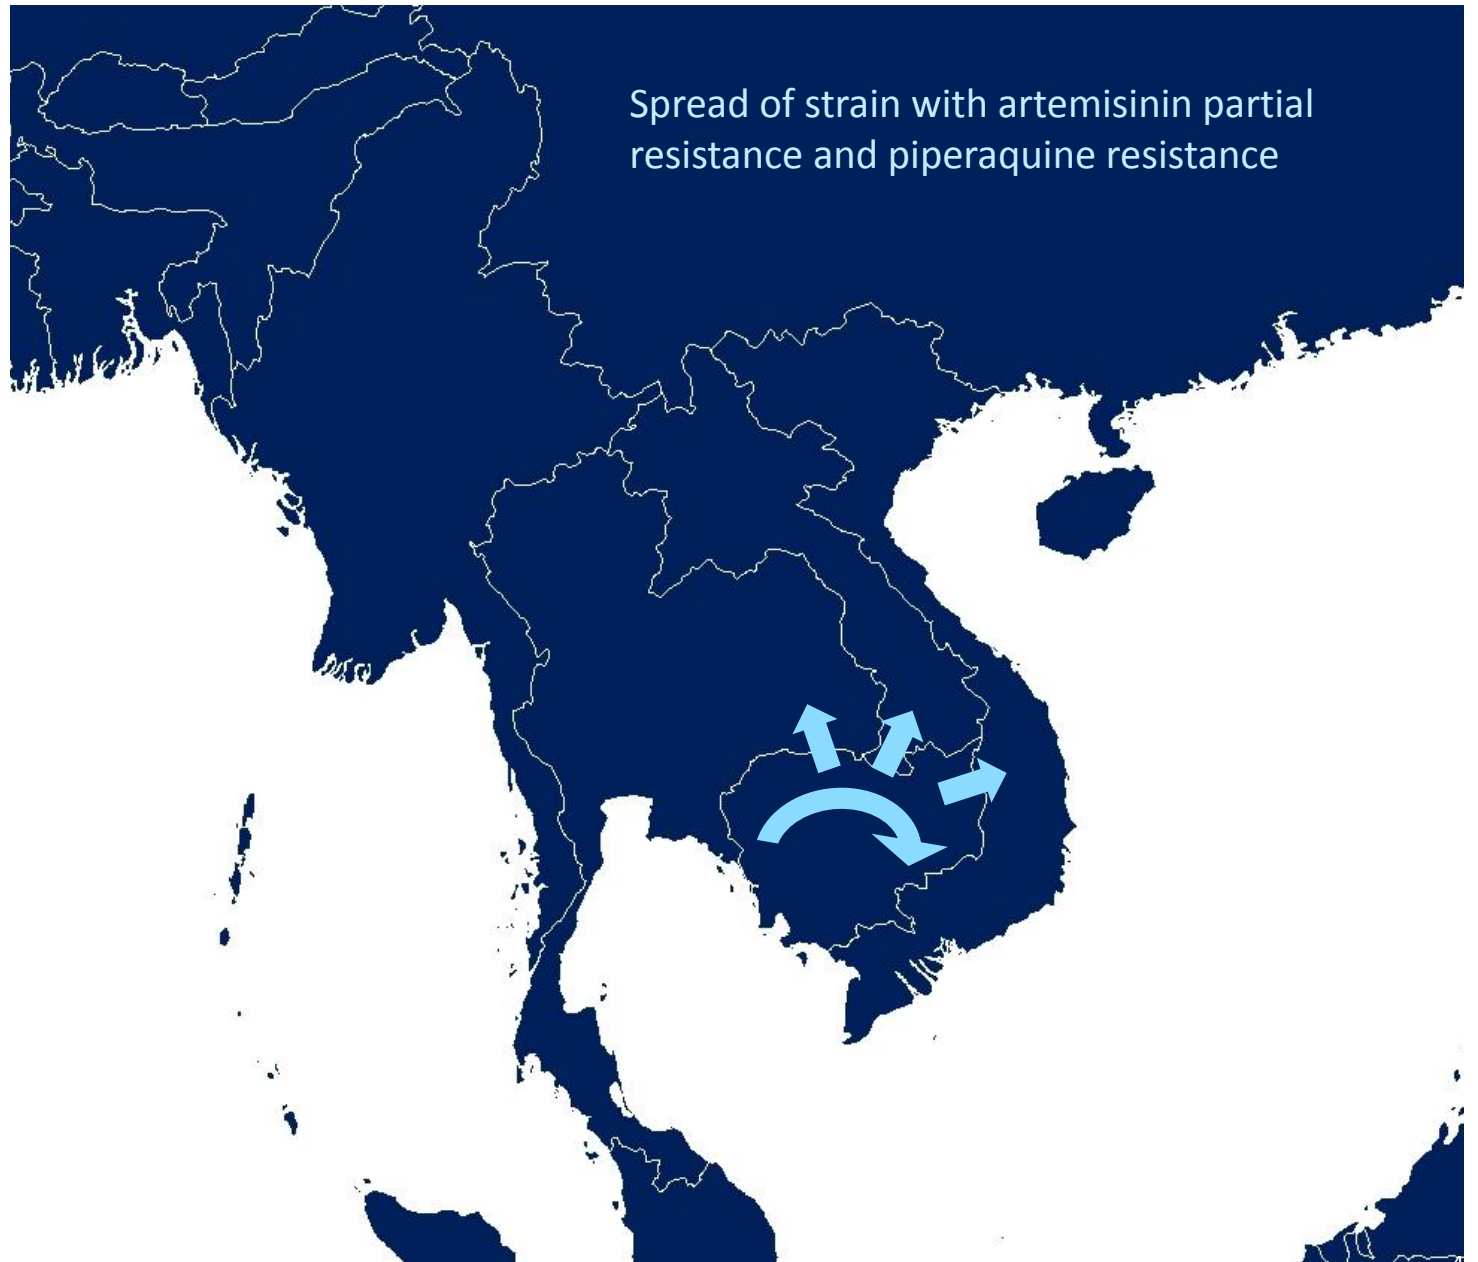 Spread of strain with artemisinin partial
resistance and piperaquine resistance